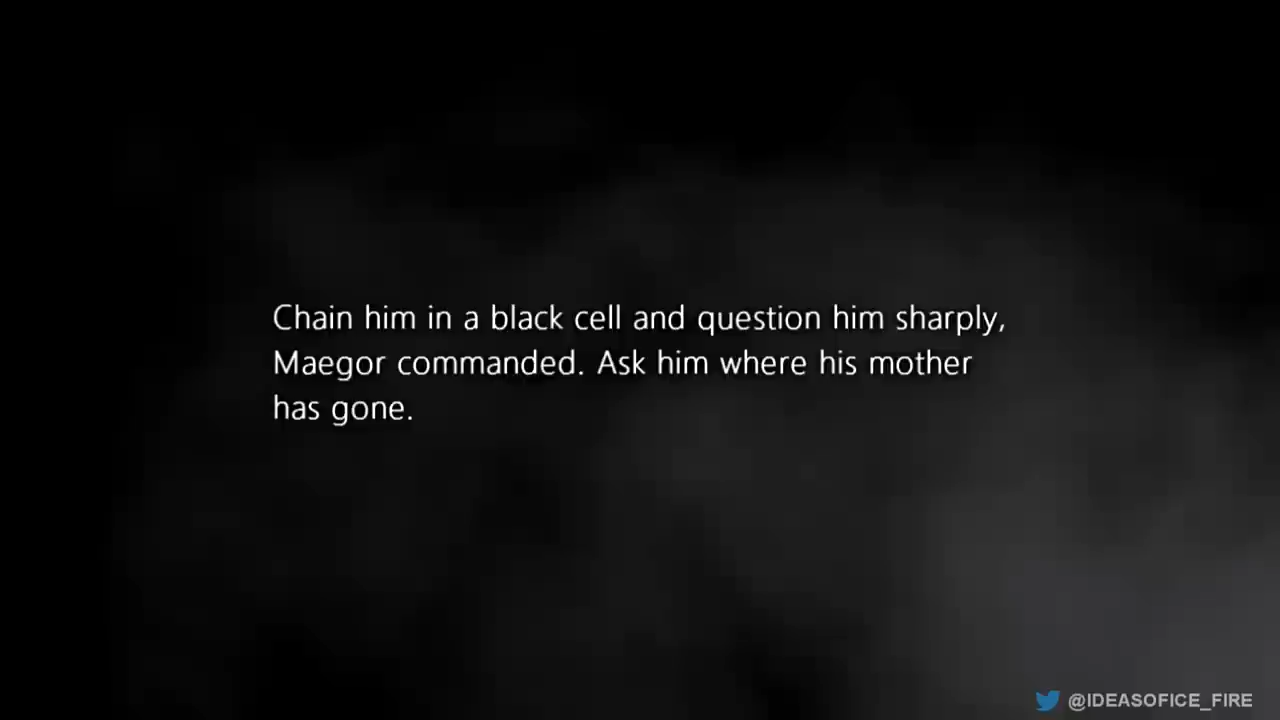 Chain him in a black cell and question him sharply,
Maegor commanded. Ask him where his mother
has gone.
@IDEASOFICE_FIRE